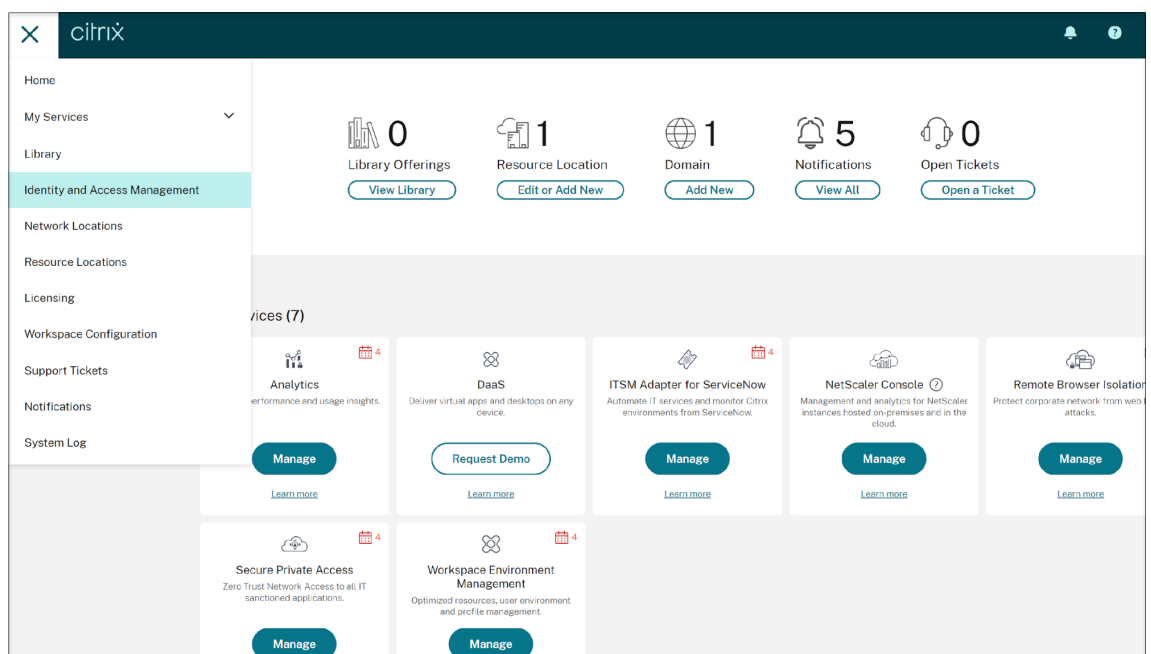 citrix
Home
My Services
Library
Identity and Access Management
Network Locations
Resource Locations
Licensing
Workspace Configuration
Support Tickets
Notifications
System Log
0
Library Offerings
View Library
1
Resource Location
Edit or Add New
1
Domain
Add New
5
Notifications
View All
0
Open Tickets
Open a Ticket
(7)
4
Analytics
performance and usage insights.
Manage
Learn more
DaaS
Deliver virtual apps and desktops on any
device.
Request Demo
Learn more
4
ITSM Adapter for ServiceNow
Automate IT services and monitor Citrix
environments from ServiceNow.
Manage
Learn more
NetScaler Console ?
Management and analytics for NetScaler
instances hosted on-premises and in the
cloud.
Manage
Learn more
Remote Browser Isolation
Protect corporate network from web
attacks.
Manage
Learn more
4
Secure Private Access
Zero Trust Network Access to all IT
sanctioned applications.
Manage
4
Workspace Environment
Management
Optimized resources, user environment
and profile management.
Manage